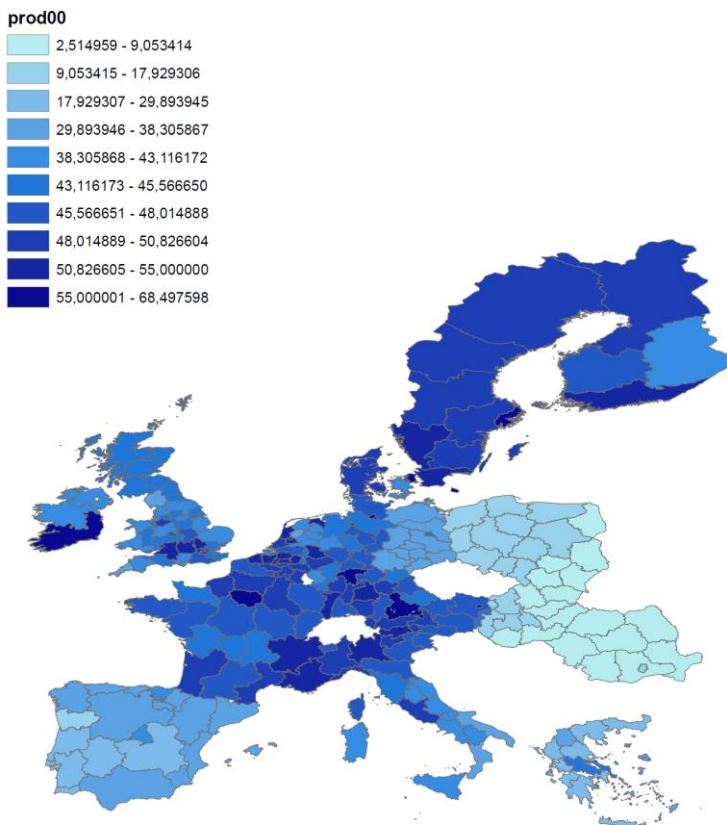 prod00
2,514959 - 9,053414
9,053415 - 17,929306
17,929307 - 29,893945
29,893946 - 38,305867
38,305868 - 43,116172
43,116173 - 45,566650
45,566651 - 48,014888
48,014889 - 50,826604
50,826605 - 55,000000
55,000001 - 68,497598